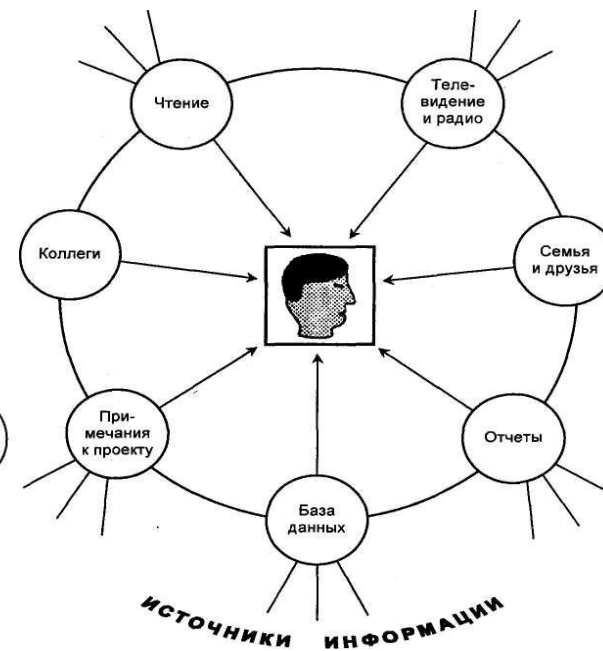 Чтение
Теле-
видение
и радио
Коллеги
Семья
и друзья
При-
мечания
к проекту
Отчеты
База
данных
ИСТОЧНИКИ ИНФОРМАЦИИ